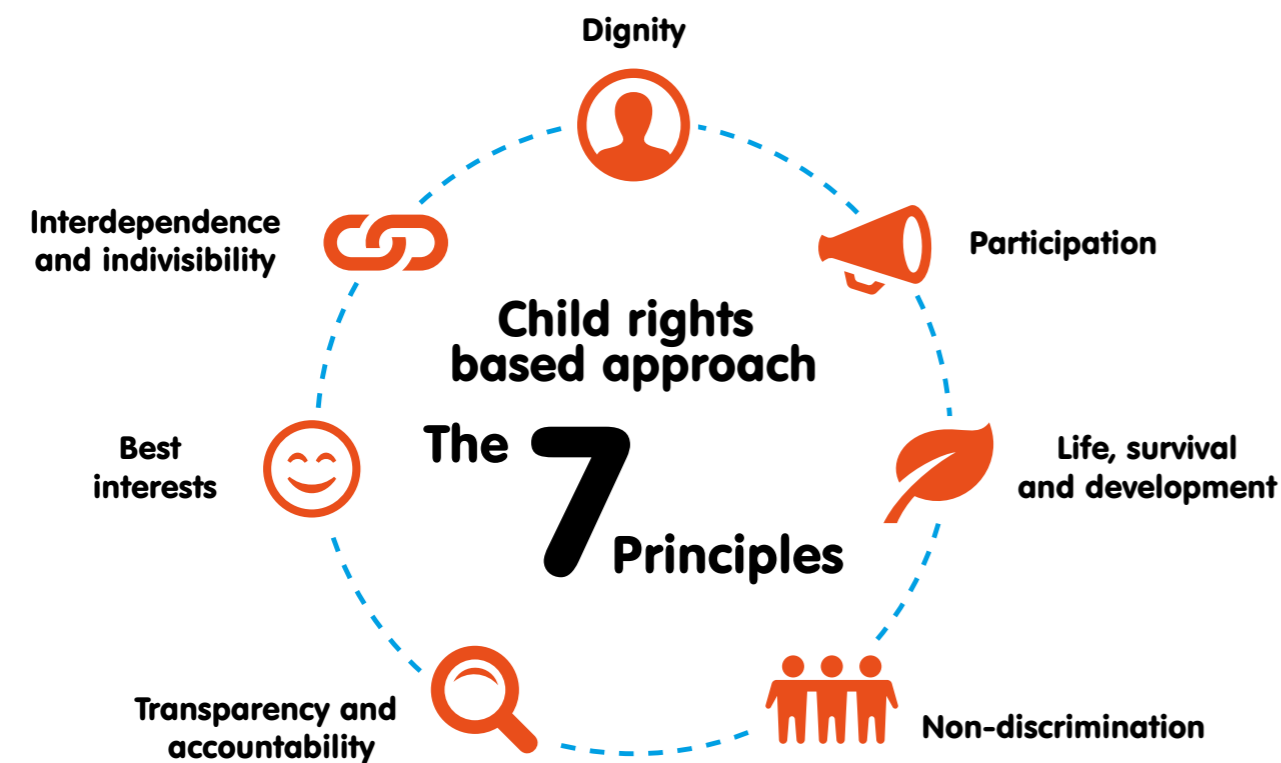 Dignity
Participation
Life, survival
and development
Non-discrimination
Transparency and
accountability
Best
interests
Interdependence
and indivisibility
Child rights
based approach
The 7 Principles